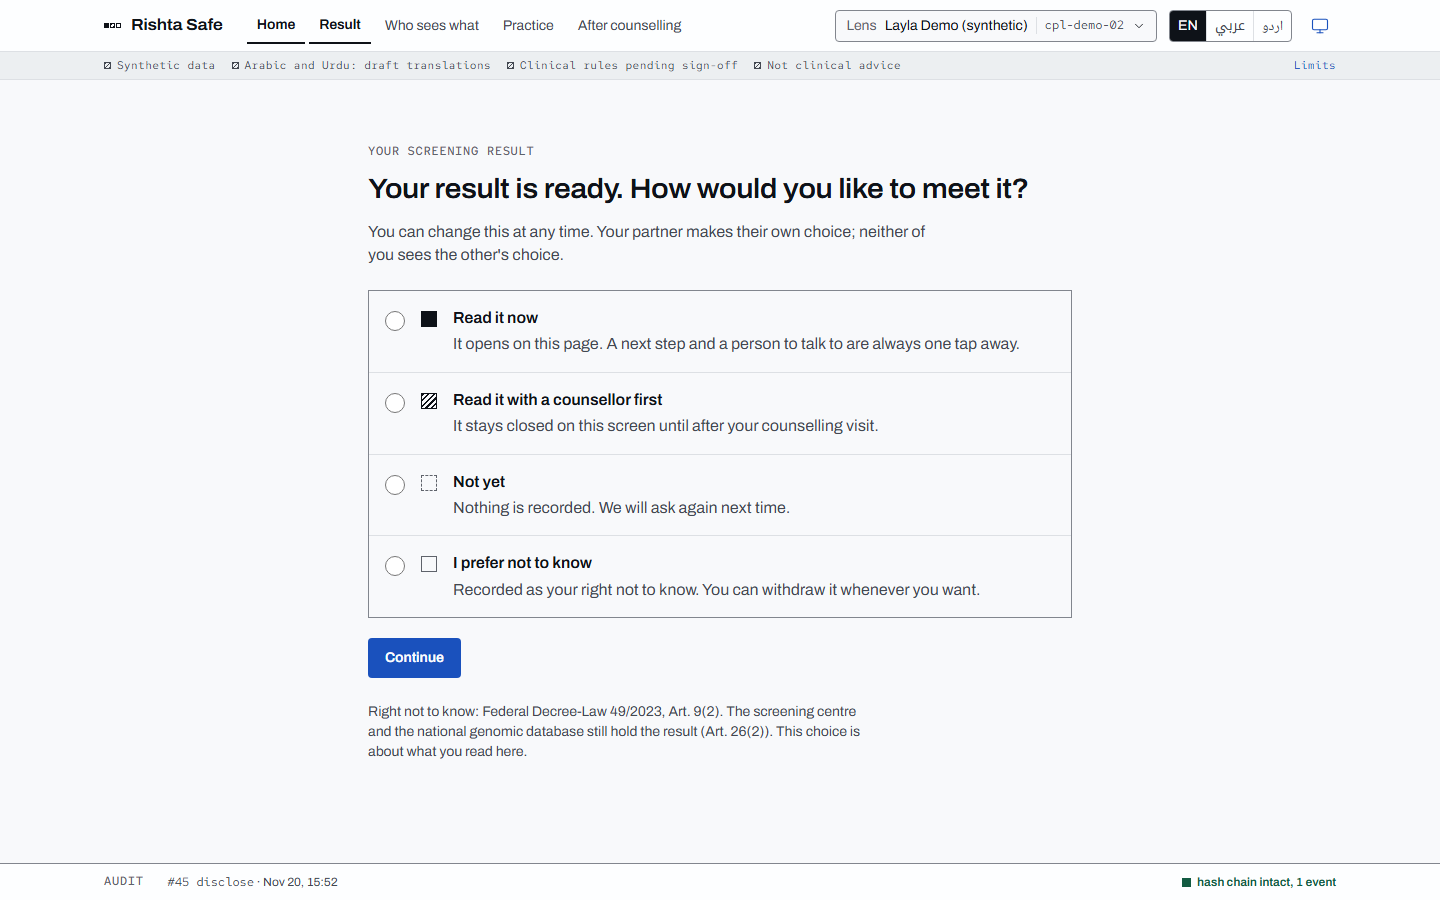 Rishta Safe
Home Result Who sees what Practice After counselling
Lens Layla Demo (synthetic) cpl-demo-02
EN عربي اردو
Synthetic data Arabic and Urdu: draft translations Clinical rules pending sign-off Not clinical advice Limits
YOUR SCREENING RESULT
Your result is ready. How would you like to meet it?
You can change this at any time. Your partner makes their own choice; neither of
you sees the other's choice.
Read it now
It opens on this page. A next step and a person to talk to are always one tap away.
Read it with a counsellor first
It stays closed on this screen until after your counselling visit.
Not yet
Nothing is recorded. We will ask again next time.
I prefer not to know
Recorded as your right not to know. You can withdraw it whenever you want.
Continue
Right not to know: Federal Decree-Law 49/2023, Art. 9(2). The screening centre
and the national genomic database still hold the result (Art. 26(2)). This choice is
about what you read here.
AUDIT #45 disclose · Nov 20, 15:52 hash chain intact, 1 event